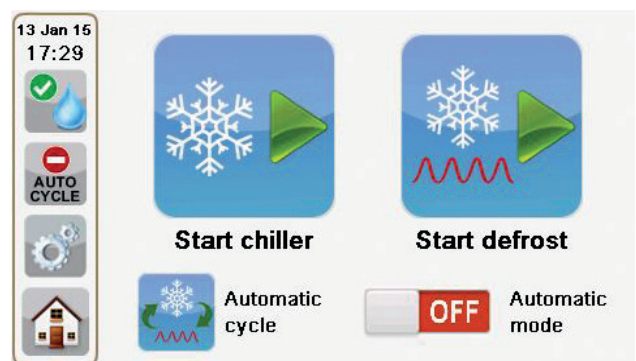 13 Jan 15
17:29
AUTO
CYCLE
Start chiller
Start defrost
Automatic
cycle
OFF
Automatic
mode